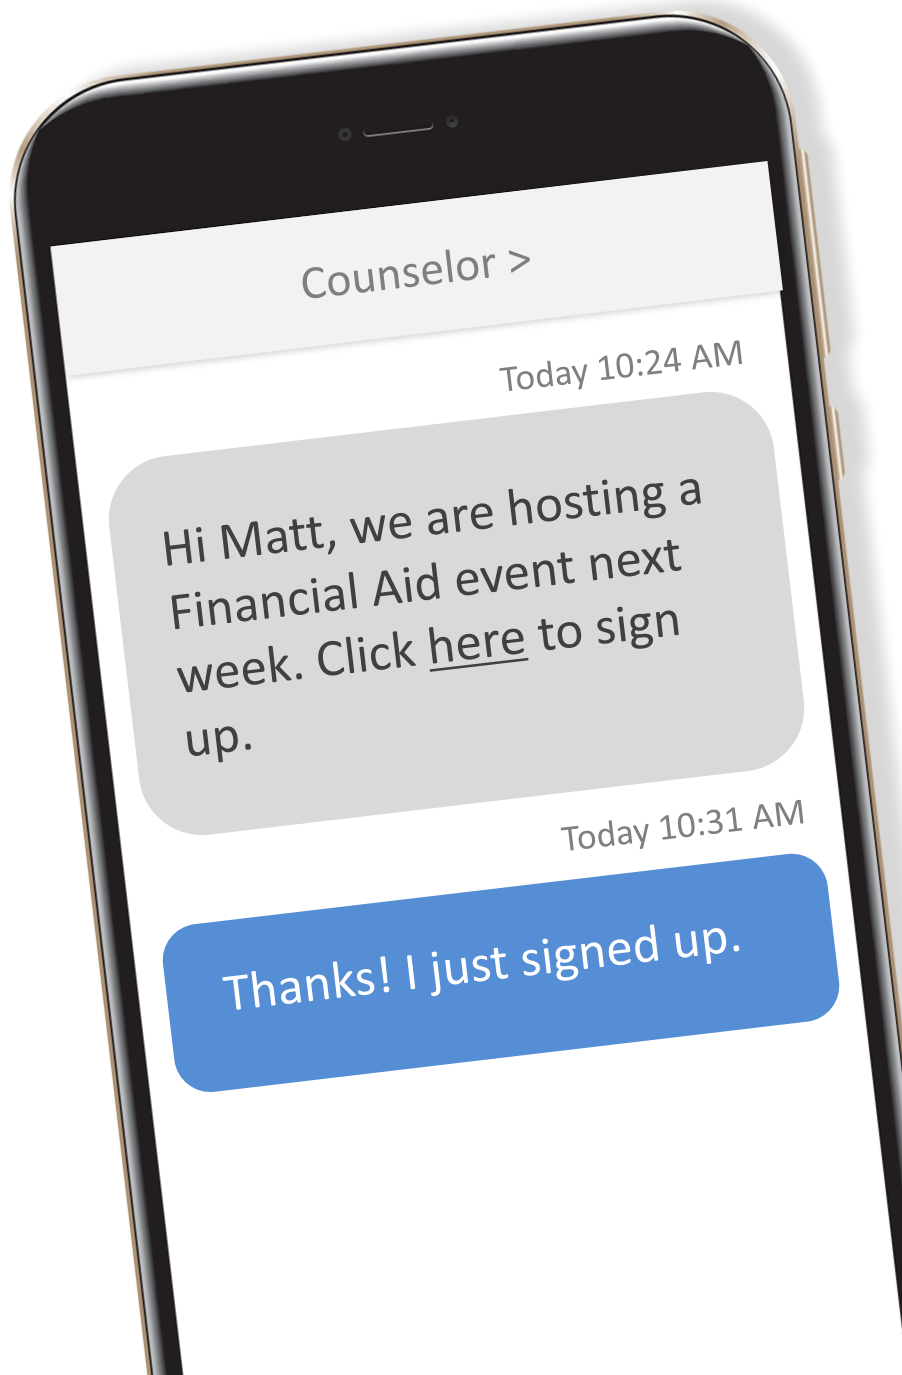 Counselor >
Today 10:24 AM
Hi Matt, we are hosting a
Financial Aid event next
week. Click here to sign
up.
Today 10:31 AM
Thanks! I just signed up.